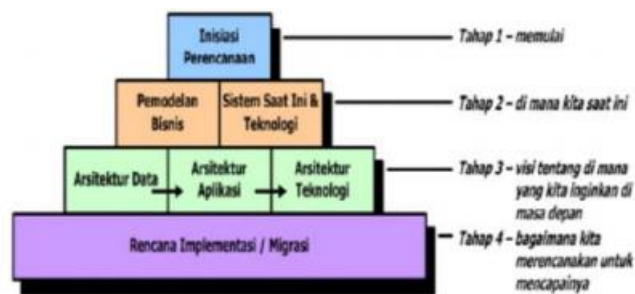 Inisiasi
Perencanaan
Tahap 1 – memulai
Pemodelan
Bisnis
Sistem Saat Ini &
Teknologi
Tahap 2 – di mana kita saat ini
Arsitektur Data
Arsitektur
Aplikasi
Arsitektur
Teknologi
Tahap 3 – visi tentang di mana
yang kita inginkan di
masa depan
Rencana Implementasi / Migrasi
Tahap 4 – bagaimana kita
merencanakan untuk
mencapainya